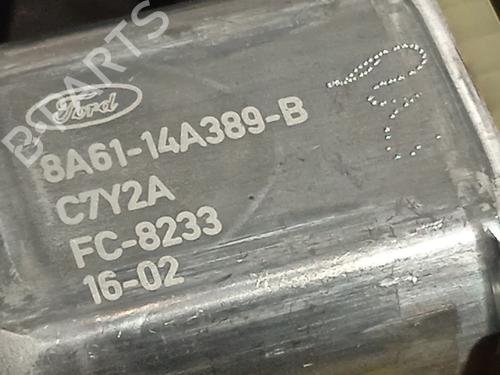 B-PARTS
Ford
8A61-14A389-B
C7Y2A
FC-8233
16-02